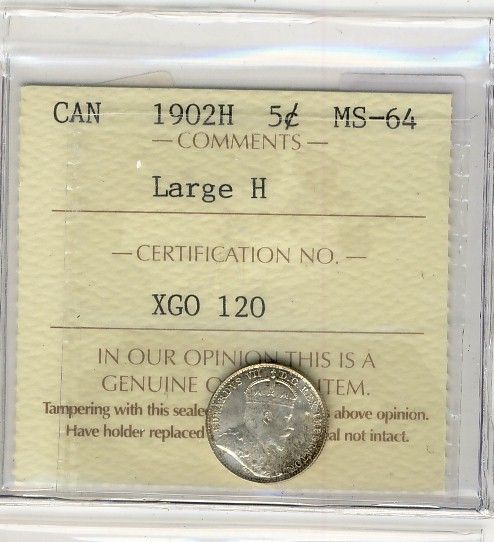 CAN 1902H 5¢ MS-64
— COMMENTS —
Large H
— CERTIFICATION NO. —
XGO 120
IN OUR OPINION THIS IS A
GENUINE ITEM.
Tampering with this above opinion.
Have holder replaced not intact.
VII D.G.